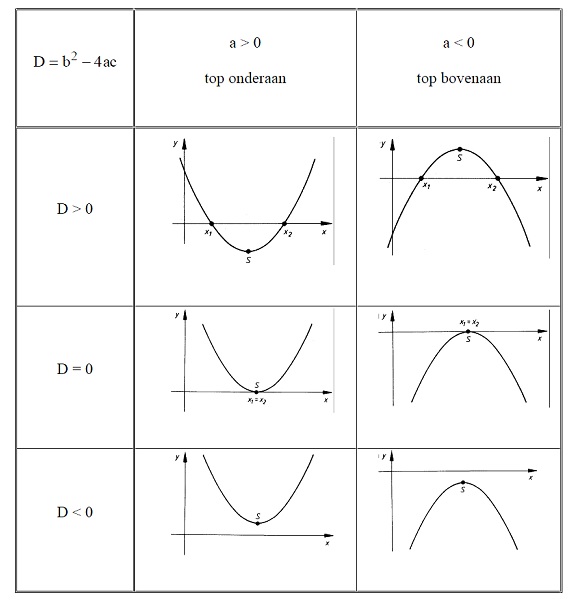 D = b² − 4ac
a > 0
top onderaan
a < 0
top bovenaan
D > 0
y
x₁
x₂
x
S
y
S
x₁
x₂
x
D = 0
y
S
x₁ = x₂
x
y
x₁ = x₂
S
x
D < 0
y
S
x
y
x
S